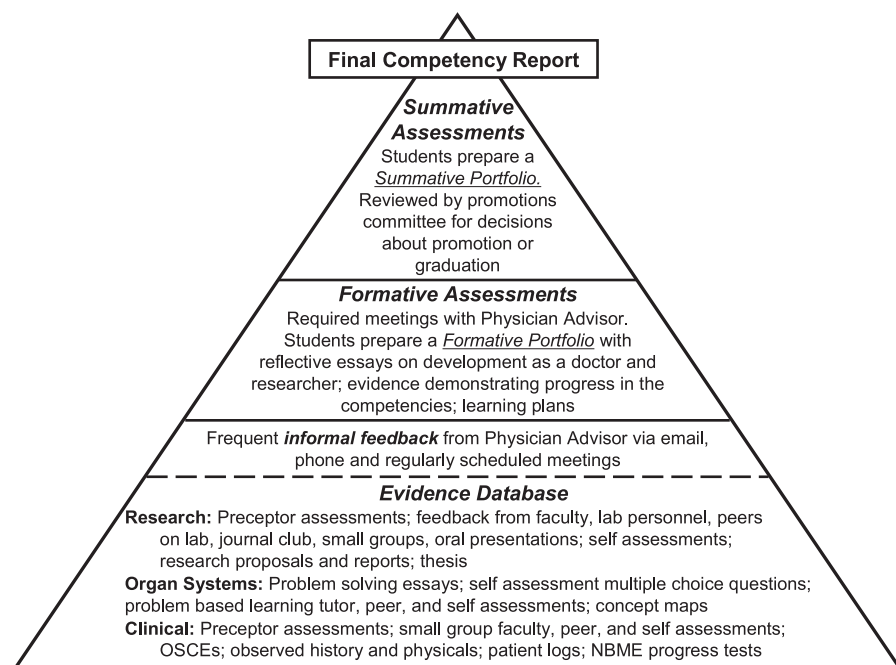 Final Competency Report
Summative
Assessments
Students prepare a
Summative Portfolio.
Reviewed by promotions
committee for decisions
about promotion or
graduation
Formative Assessments
Required meetings with Physician Advisor.
Students prepare a Formative Portfolio with
reflective essays on development as a doctor and
researcher; evidence demonstrating progress in the
competencies; learning plans
Frequent informal feedback from Physician Advisor via email,
phone and regularly scheduled meetings
Evidence Database
Research: Preceptor assessments; feedback from faculty, lab personnel, peers
on lab, journal club, small groups, oral presentations; self assessments;
research proposals and reports; thesis
Organ Systems: Problem solving essays; self assessment multiple choice questions;
problem based learning tutor, peer, and self assessments; concept maps
Clinical: Preceptor assessments; small group faculty, peer, and self assessments;
OSCEs; observed history and physicals; patient logs; NBME progress tests